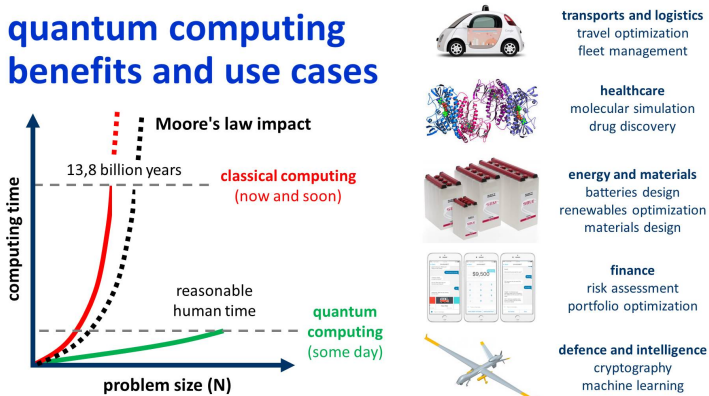 quantum computing
benefits and use cases
Moore's law impact
13,8 billion years
classical computing
(now and soon)
computing time
reasonable
human time
quantum
computing
(some day)
problem size (N)
transports and logistics
travel optimization
fleet management
healthcare
molecular simulation
drug discovery
energy and materials
batteries design
renewables optimization
materials design
$9,500
finance
risk assessment
portfolio optimization
defence and intelligence
cryptography
machine learning